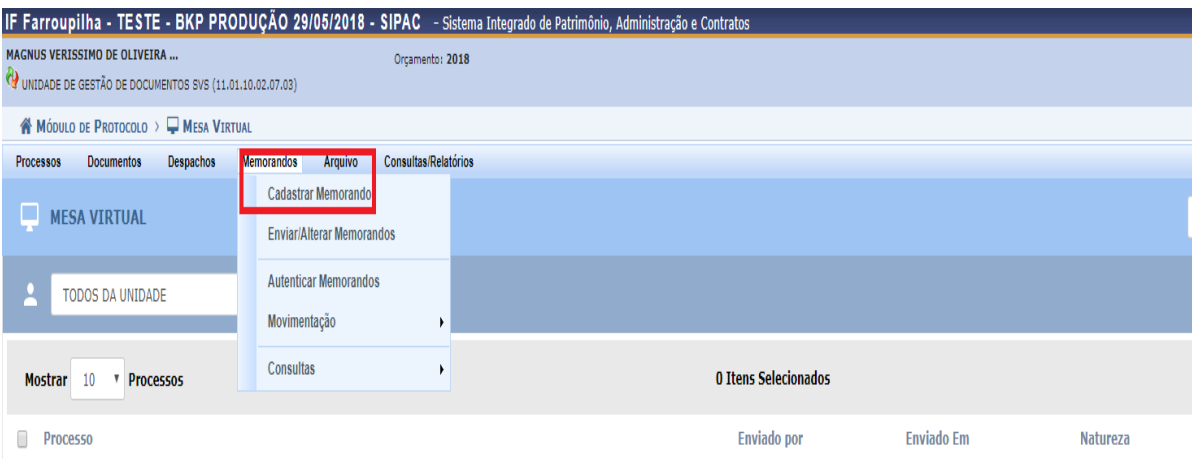 IF Farroupilha - TESTE - BKP PRODUÇÃO 29/05/2018 - SIPAC - Sistema Integrado de Patrimônio, Administração e Contratos
MAGNUS VERISSIMO DE OLIVEIRA ... Orçamento: 2018
UNIDADE DE GESTÃO DE DOCUMENTOS SVS (11.01.10.02.07.03)
MÓDULO DE PROTOCOLO > MESA VIRTUAL
Processos Documentos Despachos Memorandos Arquivo Consultas/Relatórios
Cadastrar Memorando
MESA VIRTUAL
Enviar/Alterar Memorandos
Autenticar Memorandos
TODOS DA UNIDADE
Movimentação
Consultas
Mostrar 10 Processos 0 Itens Selecionados
Processo Enviado por Enviado Em Natureza